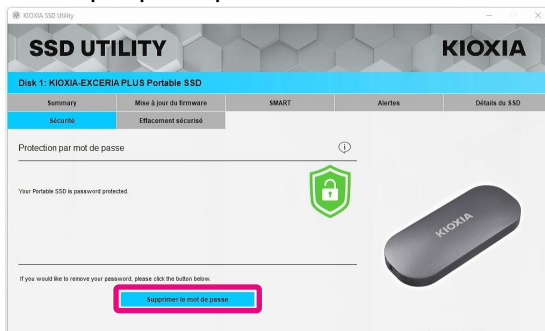 KIOXIA SSD Utility
SSD UTILITY
KIOXIA
Disk 1: KIOXIA-EXCERIA PLUS Portable SSD
Summary
Mise à jour du firmware
SMART
Alertes
Détails du SSD
Sécurité
Effacement sécurisé
Protection par mot de passe
Your Portable SSD is password protected.
KIOXIA
If you would like to remove your password, please click the button below.
Supprimer le mot de passe